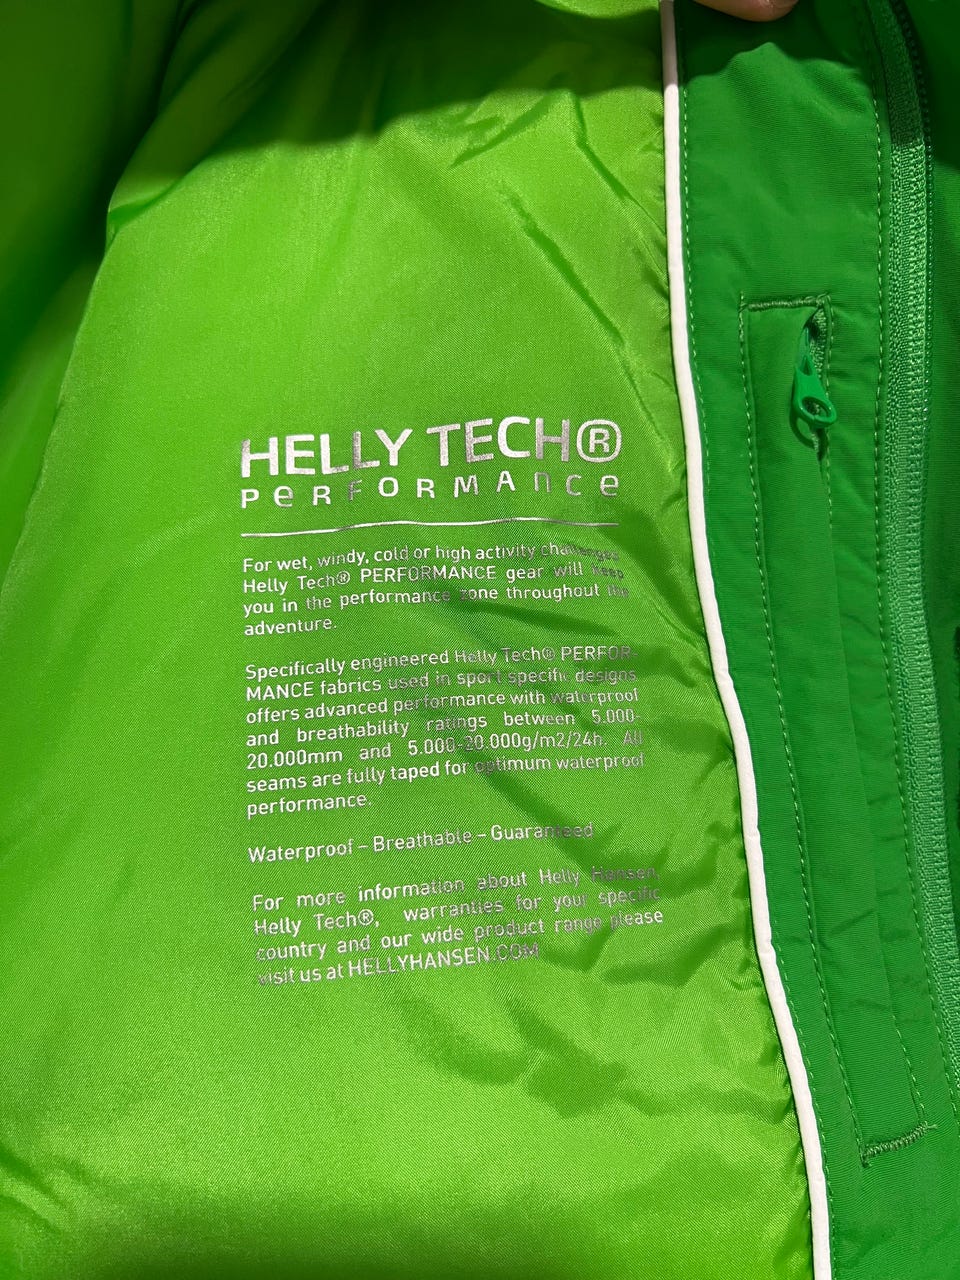 HELLY TECH®
PERFORMANCE
For wet, windy, cold or high activity challenges
Helly Tech® PERFORMANCE gear will keep
you in the performance zone throughout the
adventure.
Specifically engineered Helly Tech® PERFOR-
MANCE fabrics used in sport specific designs
offers advanced performance with waterproof
and breathability ratings between 5.000-
20.000mm and 5.000-20.000g/m2/24h. All
seams are fully taped for optimum waterproof
performance.
Waterproof – Breathable – Guaranteed
For more information about Helly Hansen,
Helly Tech®, warranties for your specific
country and our wide product range please
visit us at HELLYHANSEN.COM